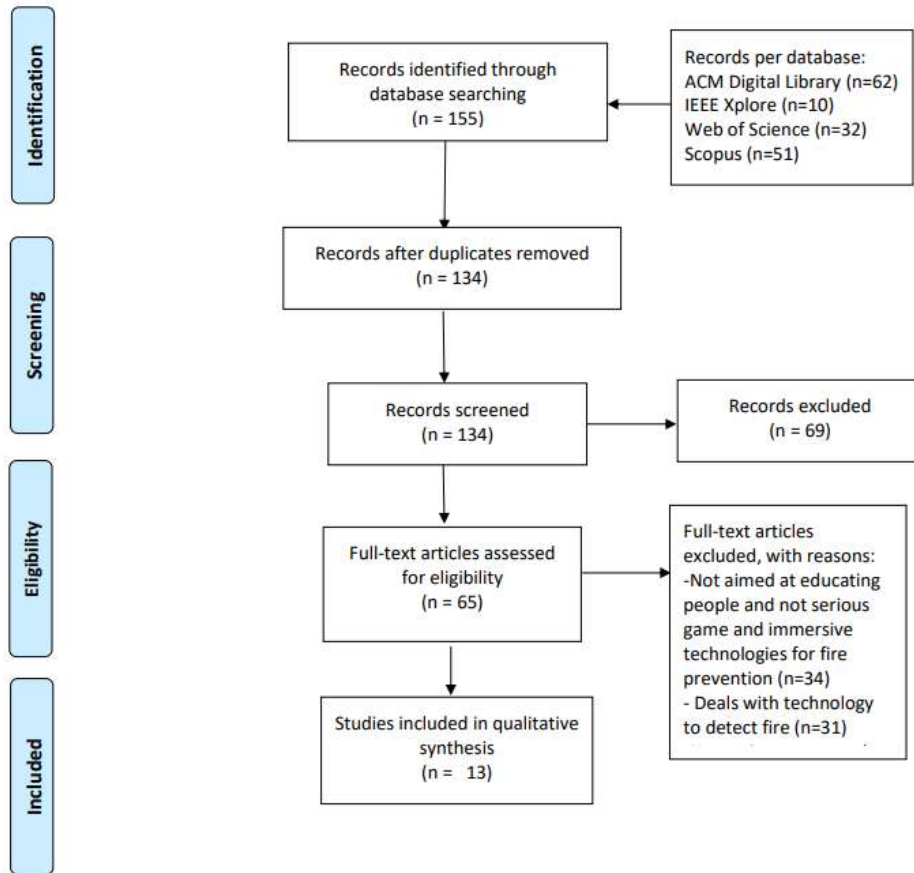 Identification
Records identified through
database searching
(n = 155)
Records per database:
ACM Digital Library (n=62)
IEEE Xplore (n=10)
Web of Science (n=32)
Scopus (n=51)
Screening
Records after duplicates removed
(n = 134)
Records screened
(n = 134)
Records excluded
(n = 69)
Eligibility
Full-text articles assessed
for eligibility
(n = 65)
Full-text articles
excluded, with reasons:
-Not aimed at educating
people and not serious
game and immersive
technologies for fire
prevention (n=34)
- Deals with technology
to detect fire (n=31)
Included
Studies included in qualitative
synthesis
(n = 13)